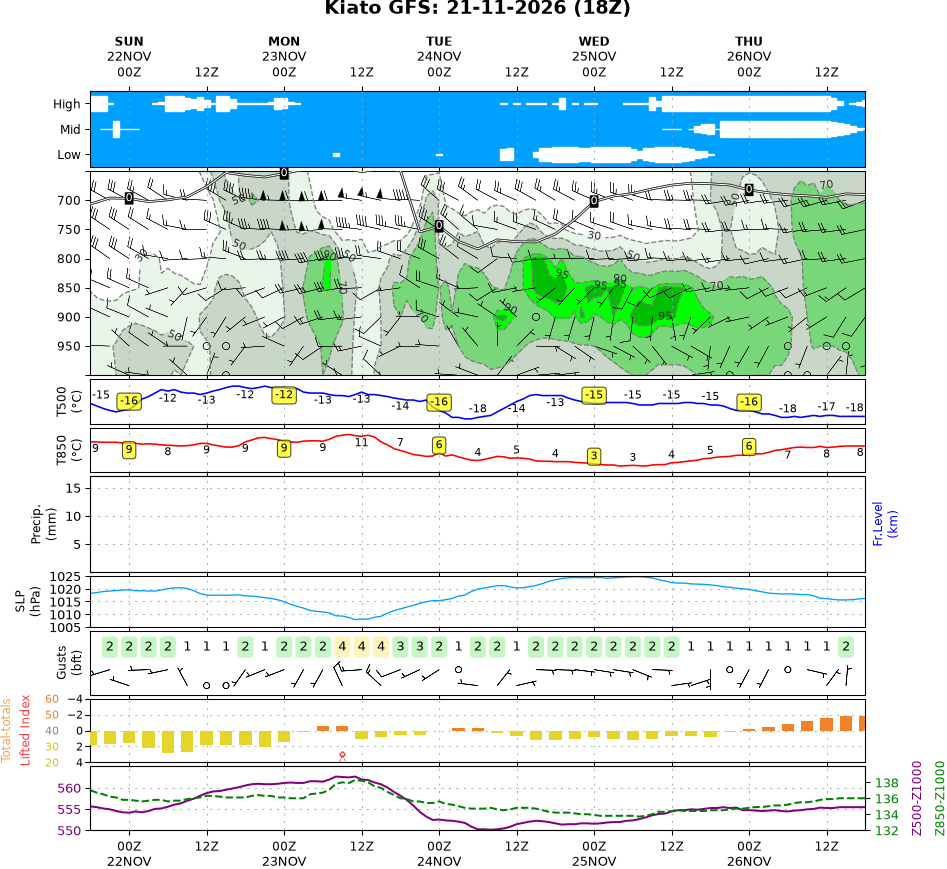 Kiato GFS: 21-11-2026 (18Z)
SUN MON TUE WED THU
22NOV 23NOV 24NOV 25NOV 26NOV
00Z 12Z 00Z 12Z 00Z 12Z 00Z 12Z 00Z 12Z
High
Mid
Low
700
750
800
850
900
950
0 0 0 0 0
50 70
50 30 50
30 90 50
95 95 90 70
70 90 95
50
T500
(°C)
-15 -16 -12 -13 -12 -13 -13 -14 -16 -18 -14 -13 -15 -15 -15 -15 -16 -18 -17 -18
T850
(°C)
9 9 8 9 9 9 9 11 7 6 4 5 4 3 3 4 5 6 7 8 8
Precip.
(mm)
15
10
5
Fr.Level
(km)
SLP
(hPa)
1025
1020
1015
1010
1005
Gusts
(bft)
2 2 2 2 1 1 1 2 1 2 2 2 4 4 4 3 3 2 1 2 2 1 2 2 2 2 2 2 2 2 1 1 1 1 1 1 1 1 2
Total-totals
Lifted Index
60 −4
50 −2
40 0
30 2
20 4
560
555
550
138
136
134
132
Z500-Z1000
Z850-Z1000
00Z 12Z 00Z 12Z 00Z 12Z 00Z 12Z 00Z 12Z
22NOV 23NOV 24NOV 25NOV 26NOV